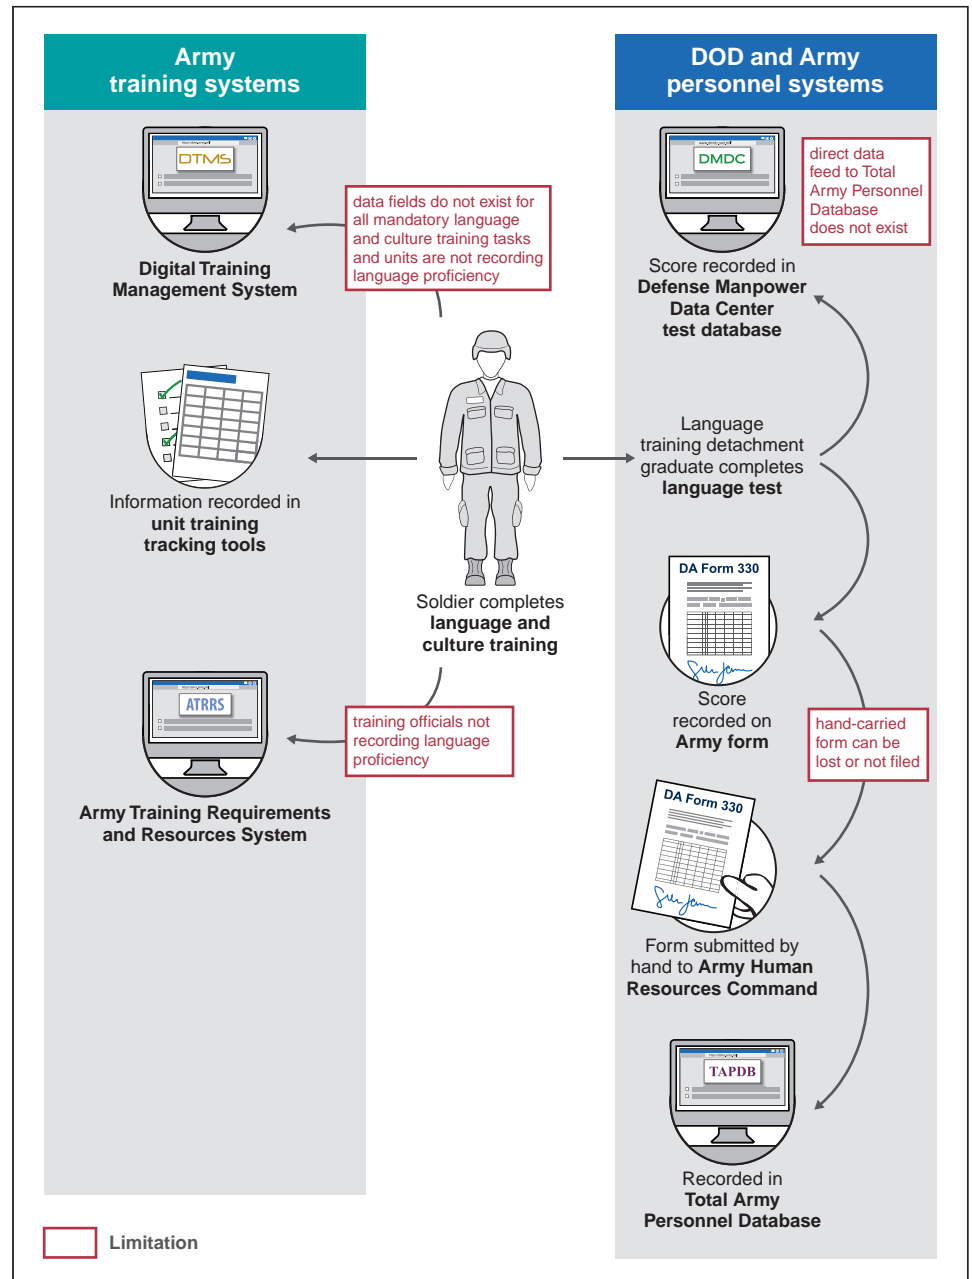 Army
training systems
DTMS
Digital Training
Management System
data fields do not exist for
all mandatory language
and culture training tasks
and units are not recording
language proficiency
Information recorded in
unit training
tracking tools
Soldier completes
language and
culture training
ATRRS
training officials not
recording language
proficiency
Army Training Requirements
and Resources System
DOD and Army
personnel systems
DMDC
direct data
feed to Total
Army Personnel
Database
does not exist
Score recorded in
Defense Manpower
Data Center
test database
Language
training detachment
graduate completes
language test
DA Form 330
Score
recorded on
Army form
hand-carried
form can be
lost or not filed
DA Form 330
Form submitted by
hand to Army Human
Resources Command
TAPDB
Recorded in
Total Army
Personnel Database
Limitation